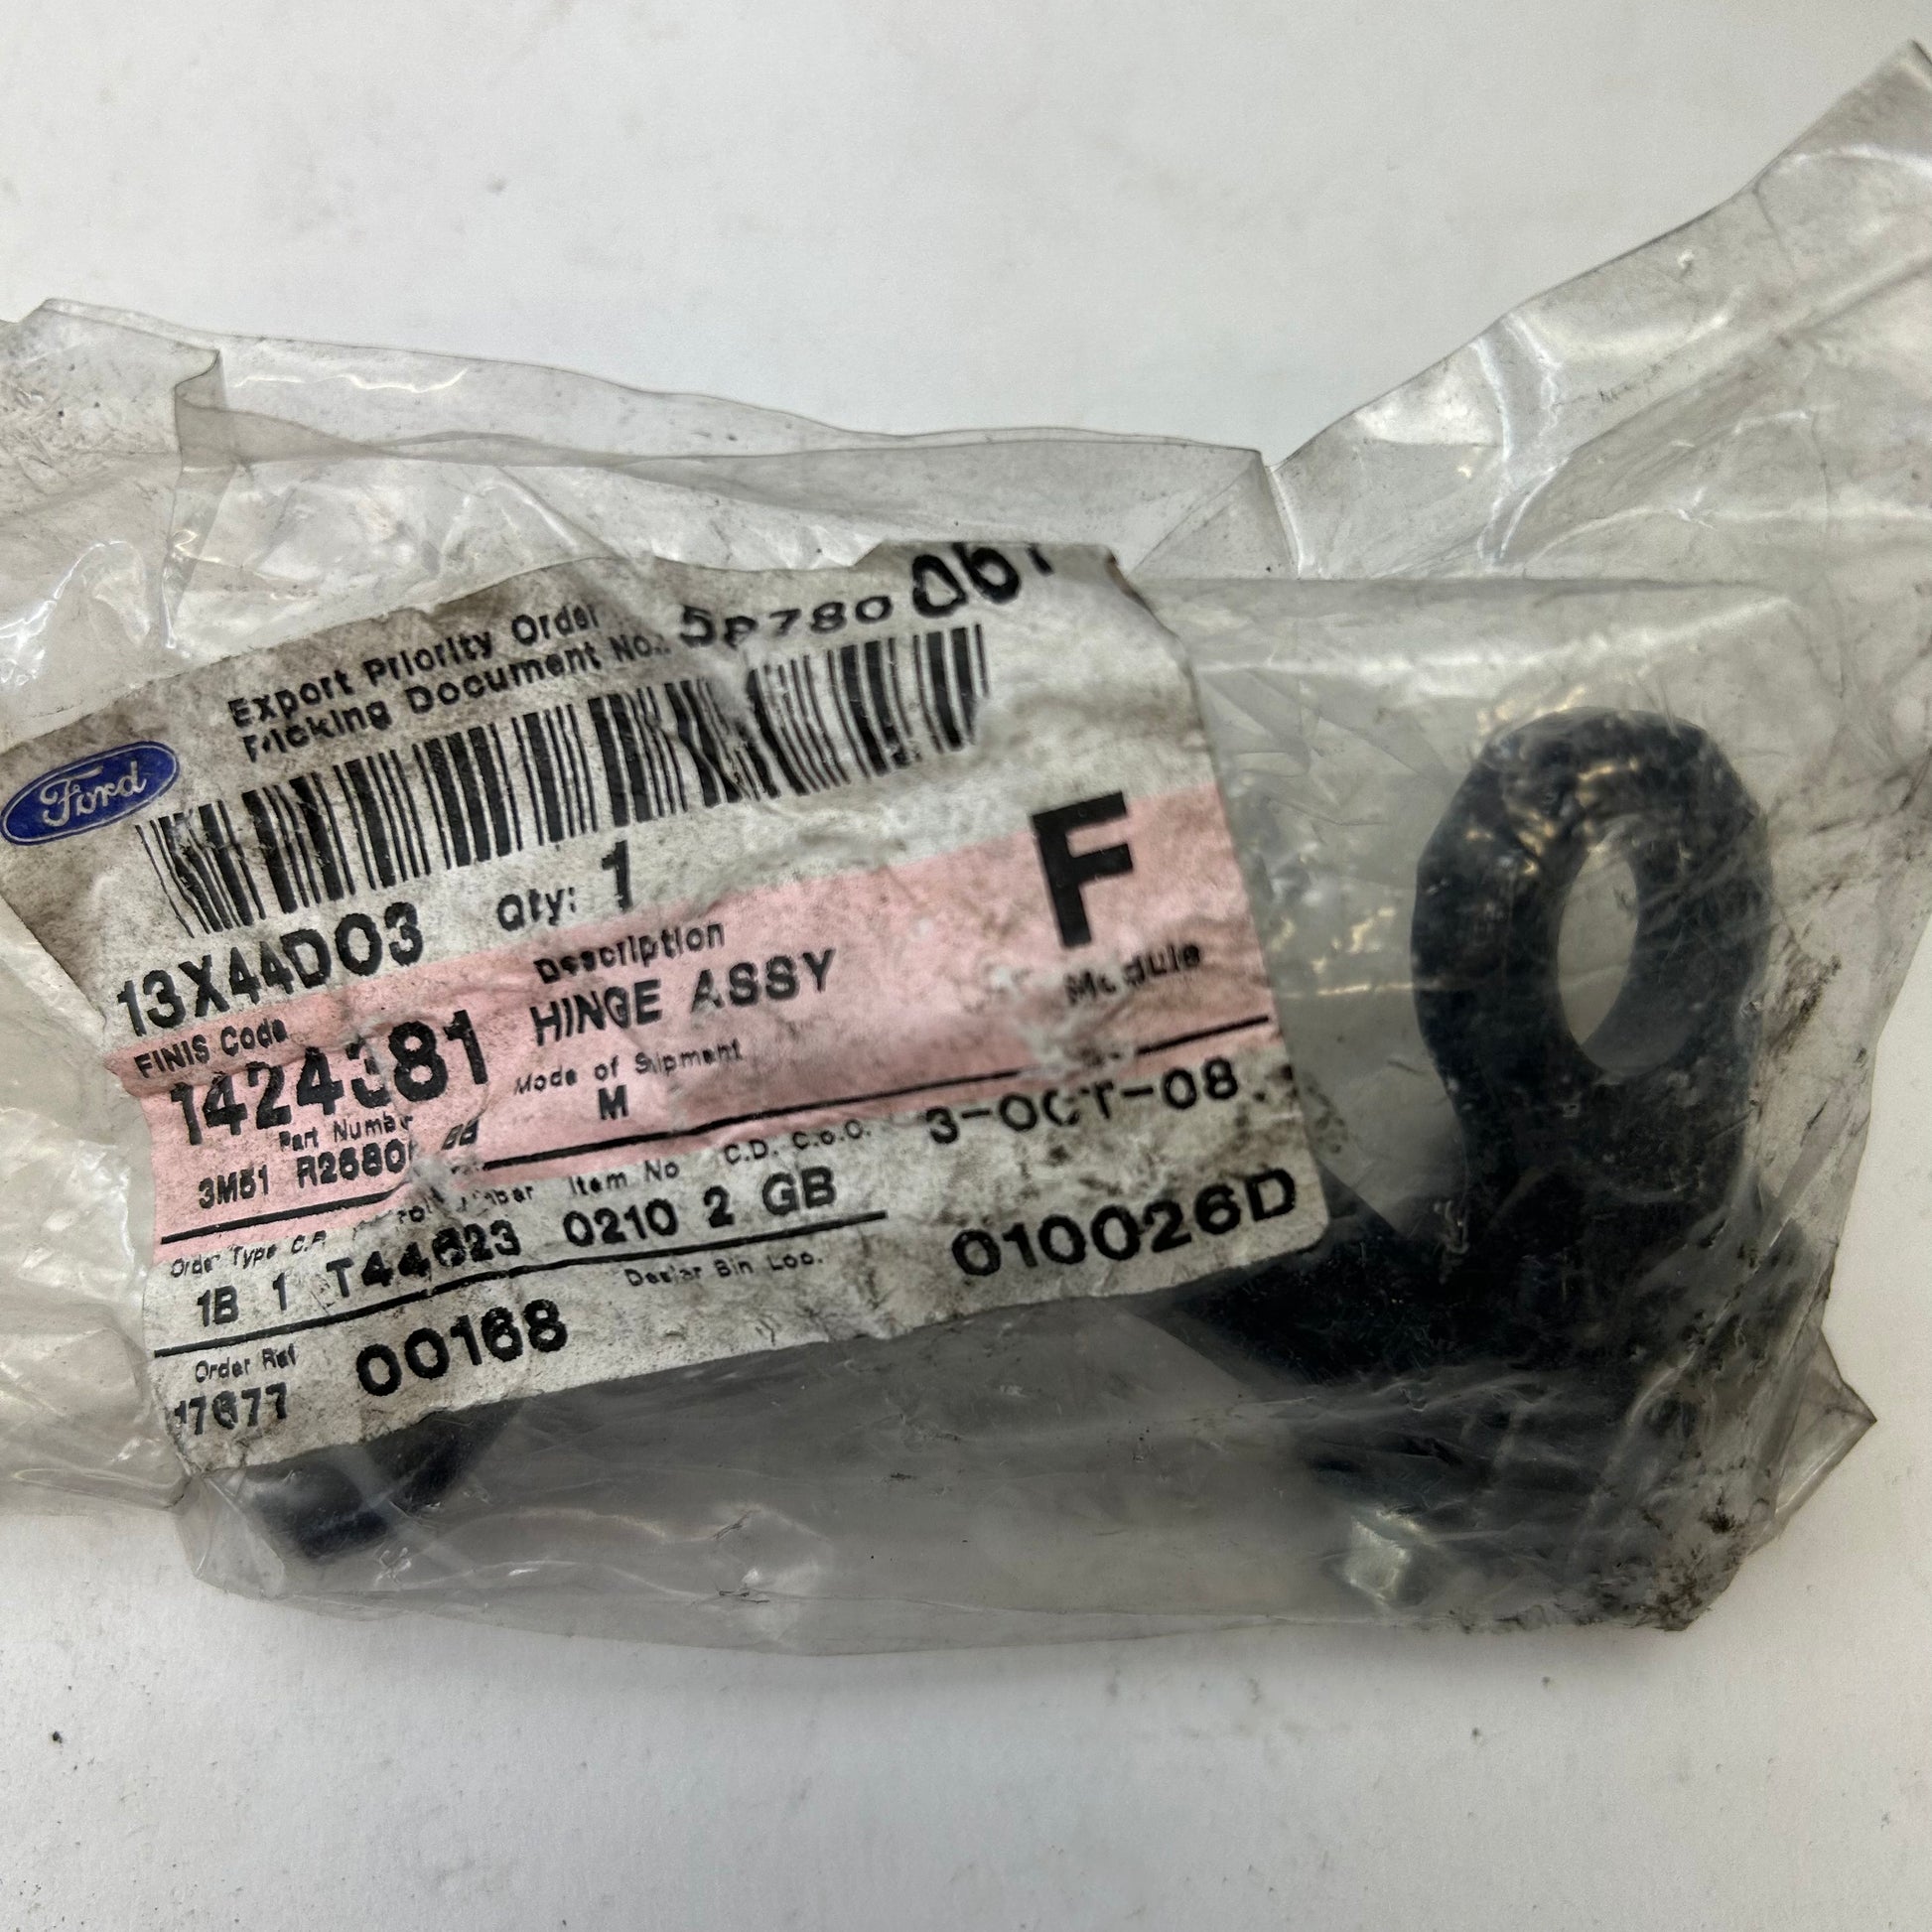 Export Priority Order
Picking Document No.: 5P780
Ford
13X44D03 Qty: 1
F
Description
HINGE ASSY
Module
FINIS Code
1424381
Mode of Shipment
M
Part Number
3M51
3-OCT-08
Order Type
Item No C.D. C.o.O.
1B 1 T44623 0210 2 GB
010026D
Dealer Bin Loc.
Order Ref
17677 00168